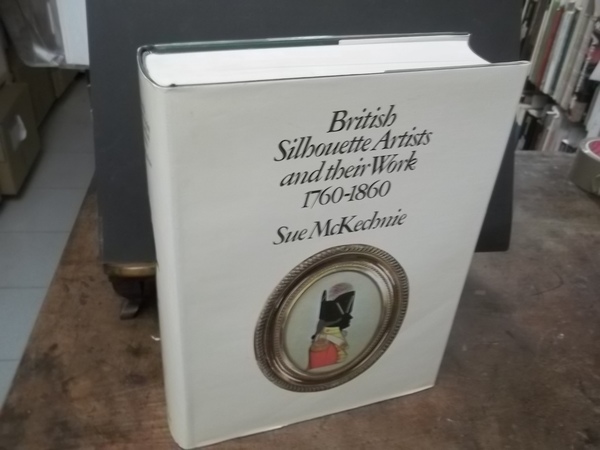 British
Silhouette Artists
and their Work
1760-1860
Sue McKechnie